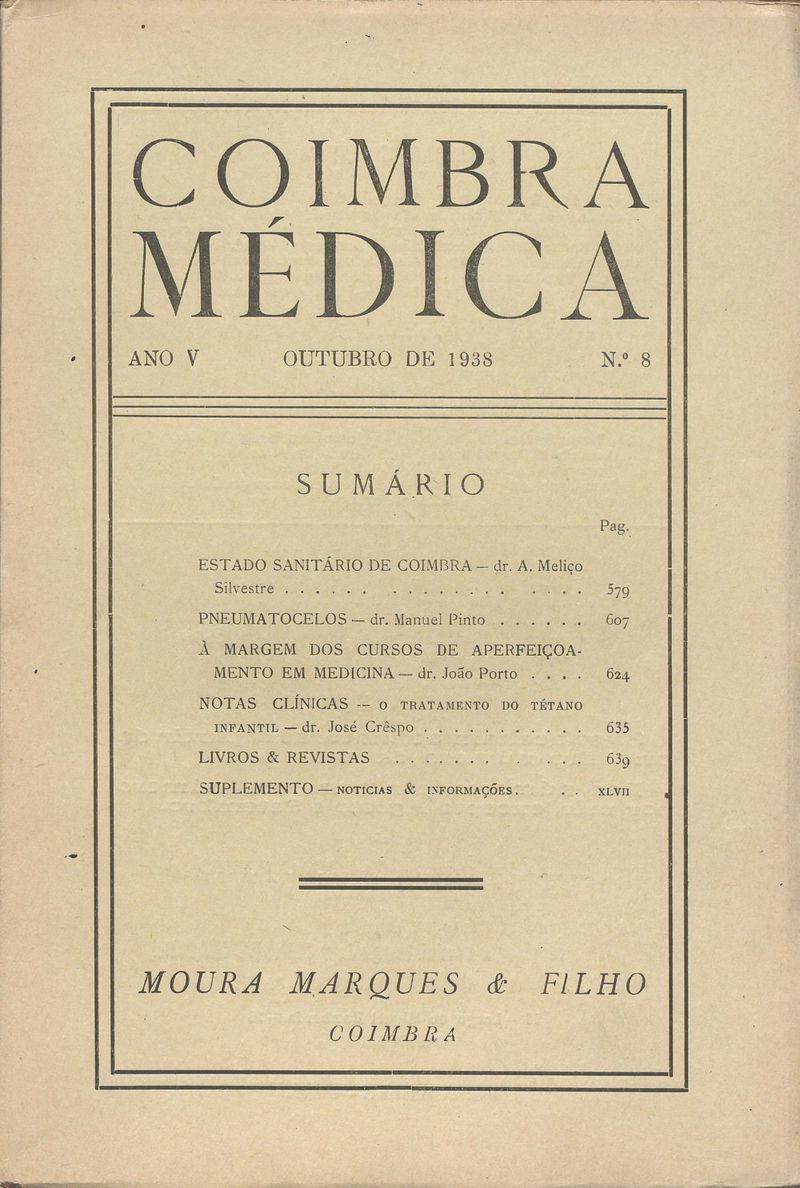 COIMBRA
MÉDICA
ANO V OUTUBRO DE 1938 N.º 8
SUMÁRIO
Pag.
ESTADO SANITÁRIO DE COIMBRA — dr. A. Meliço
Silvestre . . . . . . . . . . . . . . . . . . 579
PNEUMATOCELOS — dr. Manuel Pinto . . . . . . 607
À MARGEM DOS CURSOS DE APERFEIÇOA-
MENTO EM MEDICINA — dr. João Porto . . . . 624
NOTAS CLÍNICAS — O TRATAMENTO DO TÉTANO
INFANTIL — dr. José Crêspo . . . . . . . . . . . 635
LIVROS & REVISTAS . . . . . . . . . . . 639
SUPLEMENTO — NOTICIAS & INFORMAÇÕES . . . XLVII
MOURA MARQUES & FILHO
COIMBRA